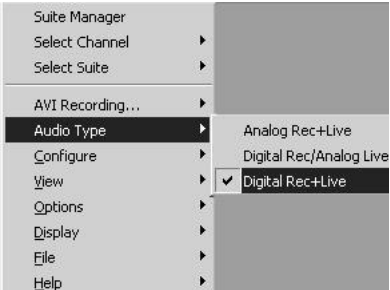 Suite Manager
Select Channel
Select Suite
AVI Recording...
Audio Type
Analog Rec+Live
Configure
Digital Rec/Analog Live
View
Digital Rec+Live
Options
Display
File
Help